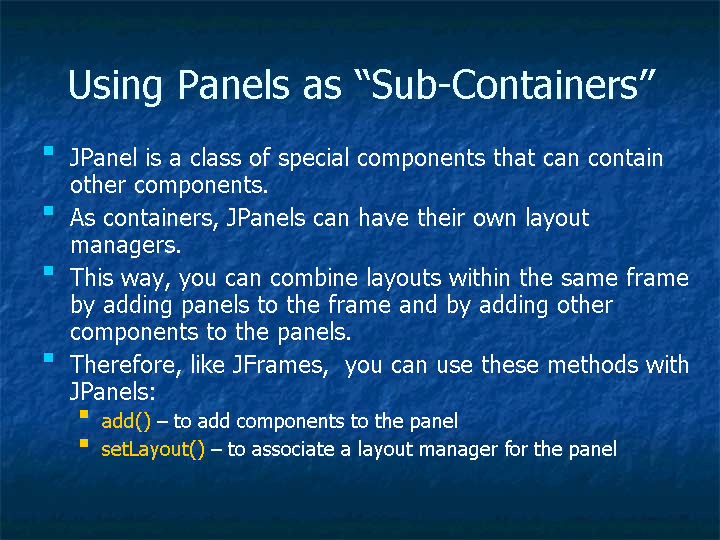 Using Panels as “Sub-Containers”
JPanel is a class of special components that can contain
other components.
As containers, JPanels can have their own layout
managers.
This way, you can combine layouts within the same frame
by adding panels to the frame and by adding other
components to the panels.
Therefore, like JFrames,  you can use these methods with
JPanels:
add() – to add components to the panel
setLayout() – to associate a layout manager for the panel